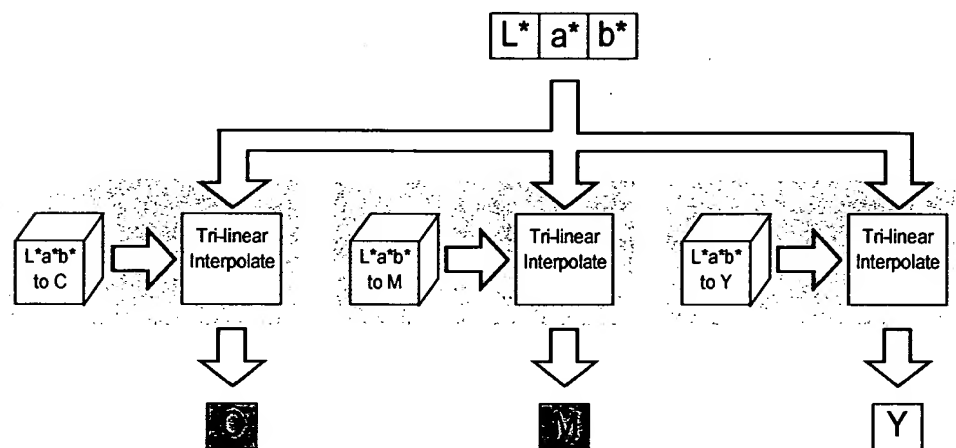 L* a* b*
L*a*b*
to C
Tri-linear
Interpolate
L*a*b*
to M
Tri-linear
Interpolate
L*a*b*
to Y
Tri-linear
Interpolate
C
M
Y